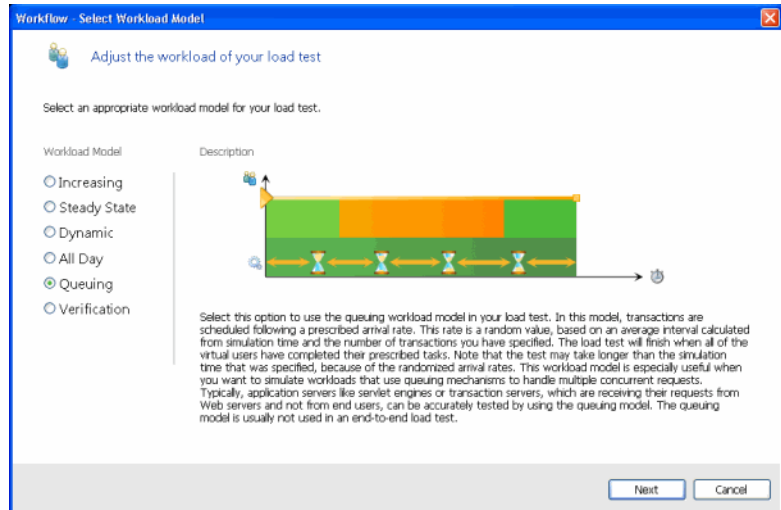 Workflow - Select Workload Model
Adjust the workload of your load test
Select an appropriate workload model for your load test.
Workload Model
Description
Increasing
Steady State
Dynamic
All Day
Queuing
Verification
Select this option to use the queuing workload model in your load test. In this model, transactions are
scheduled following a prescribed arrival rate. This rate is a random value, based on an average interval calculated
from simulation time and the number of transactions you have specified. The load test will finish when all of the
virtual users have completed their prescribed tasks. Note that the test may take longer than the simulation
time that was specified, because of the randomized arrival rates. This workload model is especially useful when
you want to simulate workloads that use queuing mechanisms to handle multiple concurrent requests.
Typically, application servers like servlet engines or transaction servers, which are receiving their requests from
Web servers and not from end users, can be accurately tested by using the queuing model. The queuing
model is usually not used in an end-to-end load test.
Next
Cancel